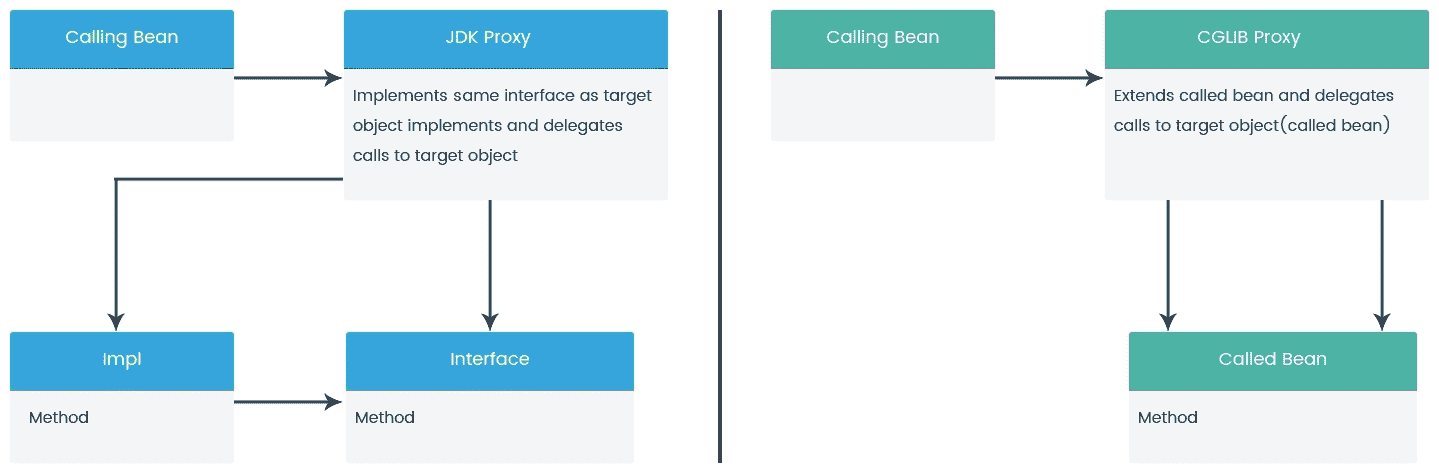 Calling Bean
JDK Proxy
Implements same interface as target
object implements and delegates
calls to target object
Impl
Method
Interface
Method
Calling Bean
CGLIB Proxy
Extends called bean and delegates
calls to target object(called bean)
Called Bean
Method